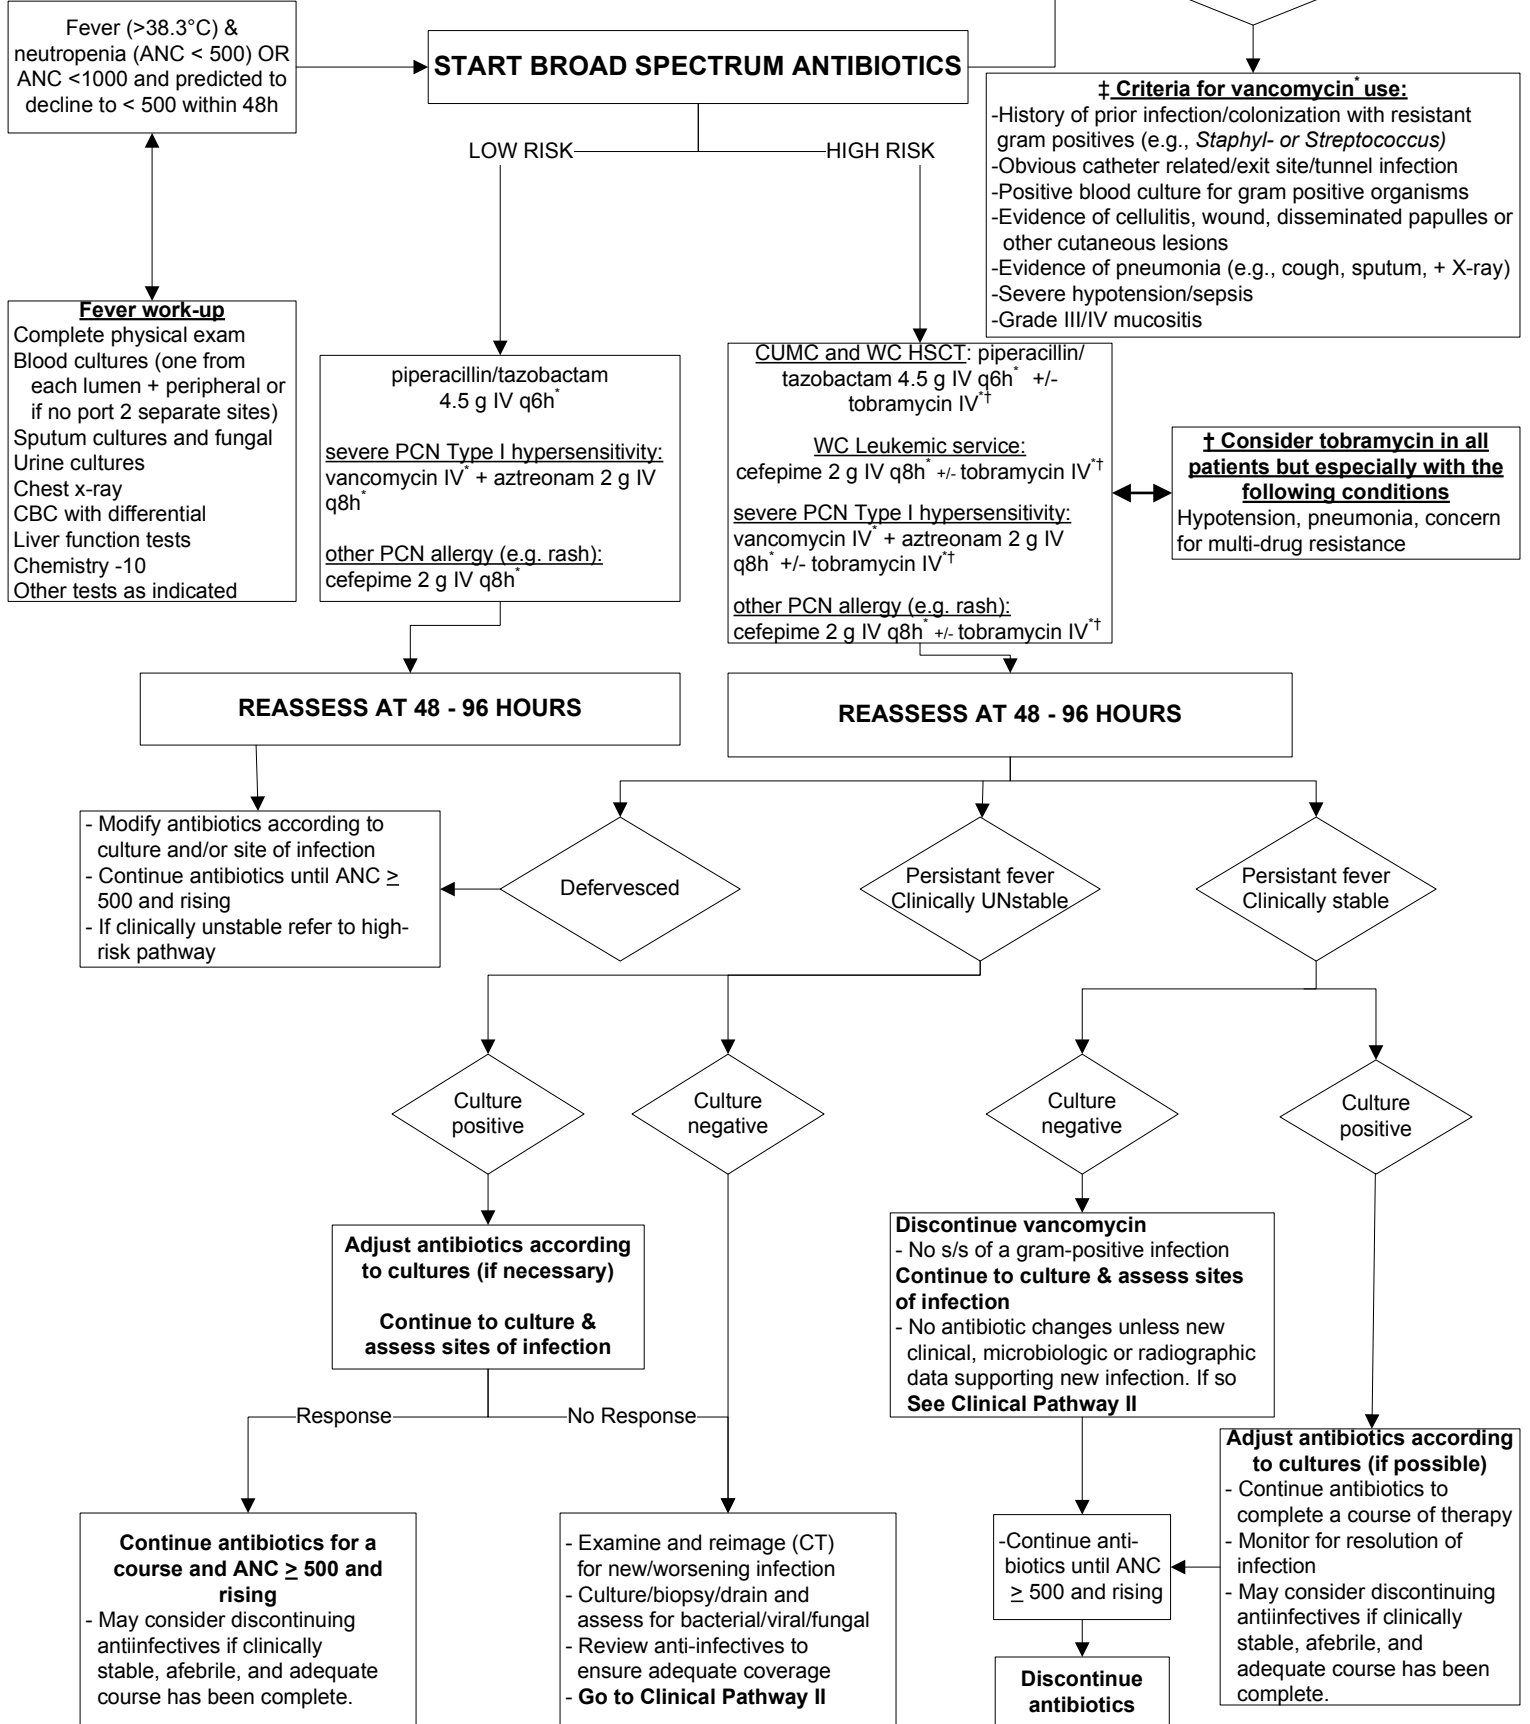 Fever (>38.3°C) &
neutropenia (ANC < 500) OR
ANC <1000 and predicted to
decline to < 500 within 48h
START BROAD SPECTRUM ANTIBIOTICS
‡ Criteria for vancomycin* use:
-History of prior infection/colonization with resistant
gram positives (e.g., Staphyl- or Streptococcus)
-Obvious catheter related/exit site/tunnel infection
-Positive blood culture for gram positive organisms
-Evidence of cellulitis, wound, disseminated papulles or
other cutaneous lesions
-Evidence of pneumonia (e.g., cough, sputum, + X-ray)
-Severe hypotension/sepsis
-Grade III/IV mucositis
LOW RISK
HIGH RISK
Fever work-up
Complete physical exam
Blood cultures (one from
each lumen + peripheral or
if no port 2 separate sites)
Sputum cultures and fungal
Urine cultures
Chest x-ray
CBC with differential
Liver function tests
Chemistry -10
Other tests as indicated
piperacillin/tazobactam
4.5 g IV q6h*
severe PCN Type I hypersensitivity:
vancomycin IV* + aztreonam 2 g IV
q8h*
other PCN allergy (e.g. rash):
cefepime 2 g IV q8h*
CUMC and WC HSCT: piperacillin/
tazobactam 4.5 g IV q6h* +/-
tobramycin IV*†
WC Leukemic service:
cefepime 2 g IV q8h* +/- tobramycin IV*†
severe PCN Type I hypersensitivity:
vancomycin IV* + aztreonam 2 g IV
q8h* +/- tobramycin IV*†
other PCN allergy (e.g. rash):
cefepime 2 g IV q8h* +/- tobramycin IV*†
† Consider tobramycin in all
patients but especially with the
following conditions
Hypotension, pneumonia, concern
for multi-drug resistance
REASSESS AT 48 - 96 HOURS
REASSESS AT 48 - 96 HOURS
- Modify antibiotics according to
culture and/or site of infection
- Continue antibiotics until ANC ≥
500 and rising
- If clinically unstable refer to high-
risk pathway
Defervesced
Persistant fever
Clinically UNstable
Persistant fever
Clinically stable
Culture
positive
Culture
negative
Culture
negative
Culture
positive
Adjust antibiotics according
to cultures (if necessary)
Continue to culture &
assess sites of infection
Discontinue vancomycin
- No s/s of a gram-positive infection
Continue to culture & assess sites
of infection
- No antibiotic changes unless new
clinical, microbiologic or radiographic
data supporting new infection. If so
See Clinical Pathway II
Response
No Response
Continue antibiotics for a
course and ANC ≥ 500 and
rising
- May consider discontinuing
antiinfectives if clinically
stable, afebrile, and adequate
course has been complete.
- Examine and reimage (CT)
for new/worsening infection
- Culture/biopsy/drain and
assess for bacterial/viral/fungal
- Review anti-infectives to
ensure adequate coverage
- Go to Clinical Pathway II
-Continue anti-
biotics until ANC
≥ 500 and rising
Discontinue
antibiotics
Adjust antibiotics according
to cultures (if possible)
- Continue antibiotics to
complete a course of therapy
- Monitor for resolution of
infection
- May consider discontinuing
antiinfectives if clinically
stable, afebrile, and
adequate course has been
complete.